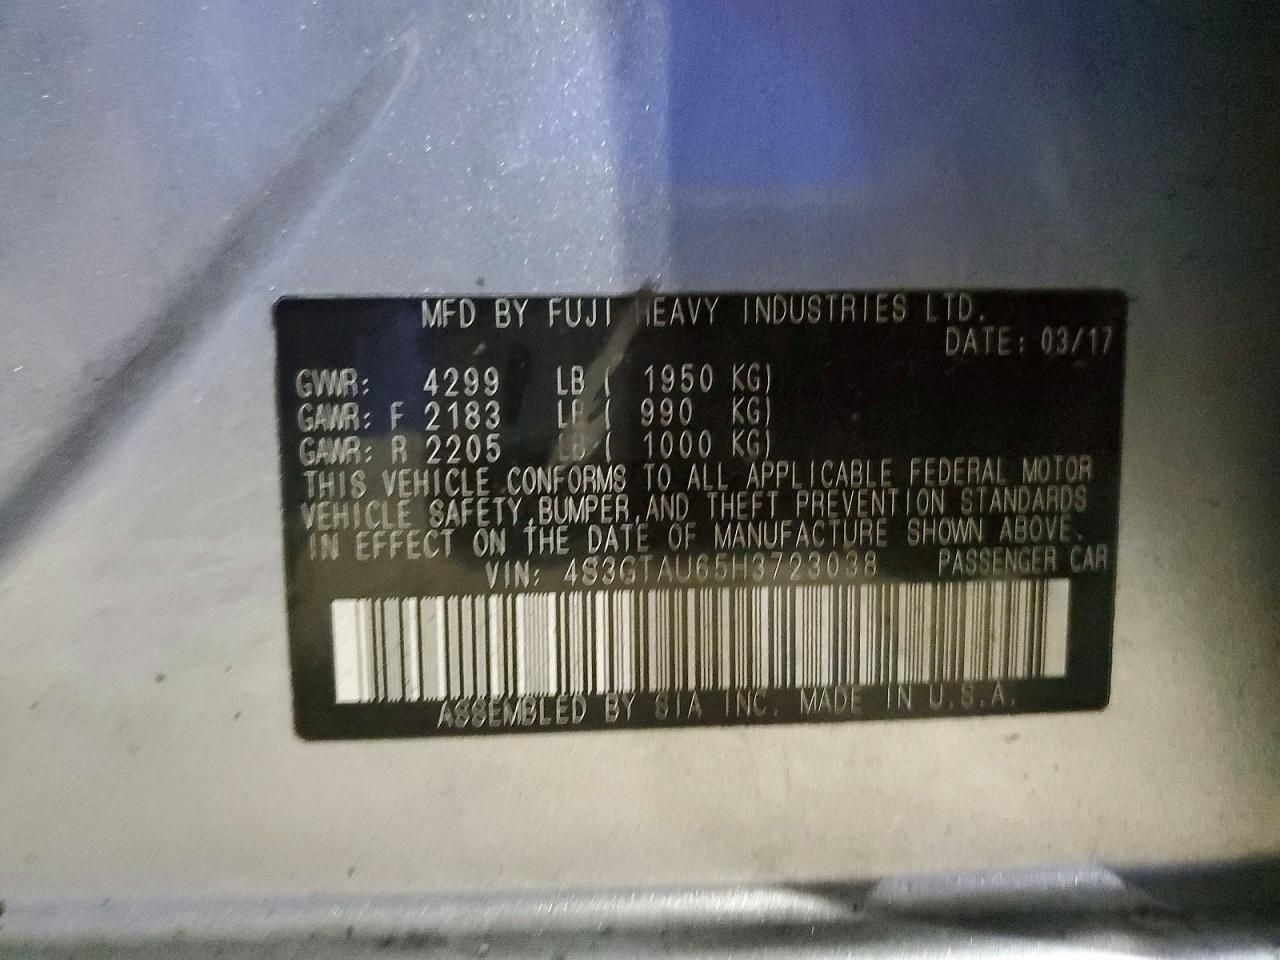 MFD BY FUJI HEAVY INDUSTRIES LTD.
DATE: 03/17
GVWR: 4299 LB ( 1950 KG)
GAWR: F 2183 LB ( 990 KG)
GAWR: R 2205 LB ( 1000 KG)
THIS VEHICLE CONFORMS TO ALL APPLICABLE FEDERAL MOTOR
VEHICLE SAFETY, BUMPER, AND THEFT PREVENTION STANDARDS
IN EFFECT ON THE DATE OF MANUFACTURE SHOWN ABOVE.
VIN: 4S3GTAU65H3723038 PASSENGER CAR
ASSEMBLED BY SIA INC. MADE IN U.S.A.